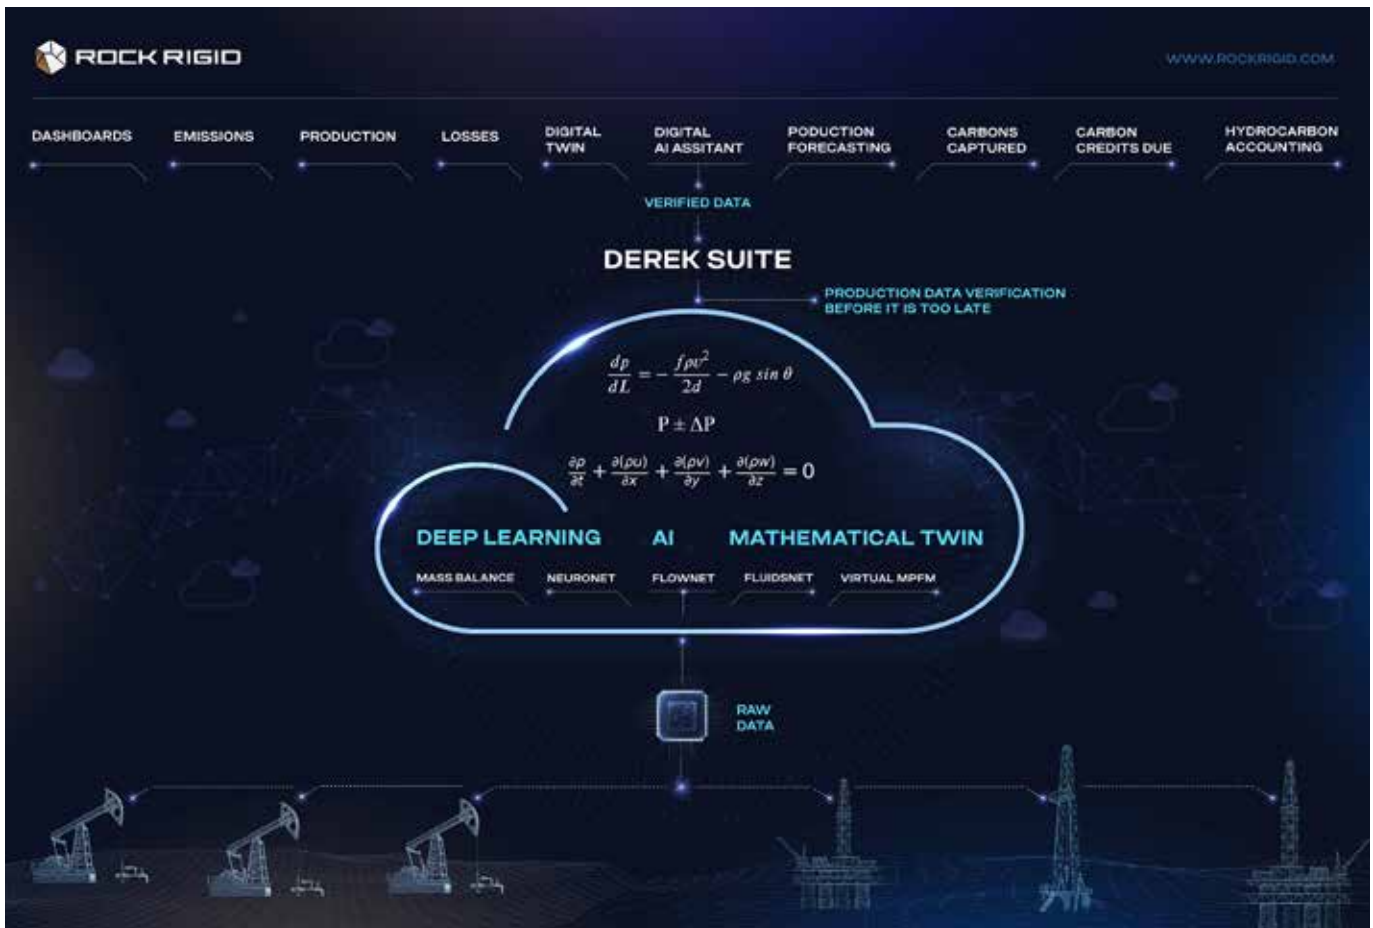 ROCK RIGID
WWW.ROCKRIGID.COM
DASHBOARDS
EMISSIONS
PRODUCTION
LOSSES
DIGITAL
TWIN
DIGITAL
AI ASSITANT
PODUCTION
FORECASTING
CARBONS
CAPTURED
CARBON
CREDITS DUE
HYDROCARBON
ACCOUNTING
VERIFIED DATA
DEREK SUITE
PRODUCTION DATA VERIFICATION
BEFORE IT IS TOO LATE
dp/dL = − fρv²/2d − ρg sin θ
P ± ΔP
∂ρ/∂t + ∂(ρu)/∂x + ∂(ρv)/∂y + ∂(ρw)/∂z = 0
DEEP LEARNING AI MATHEMATICAL TWIN
MASS BALANCE NEURONET FLOWNET FLUIDSNET VIRTUAL MPFM
RAW
DATA